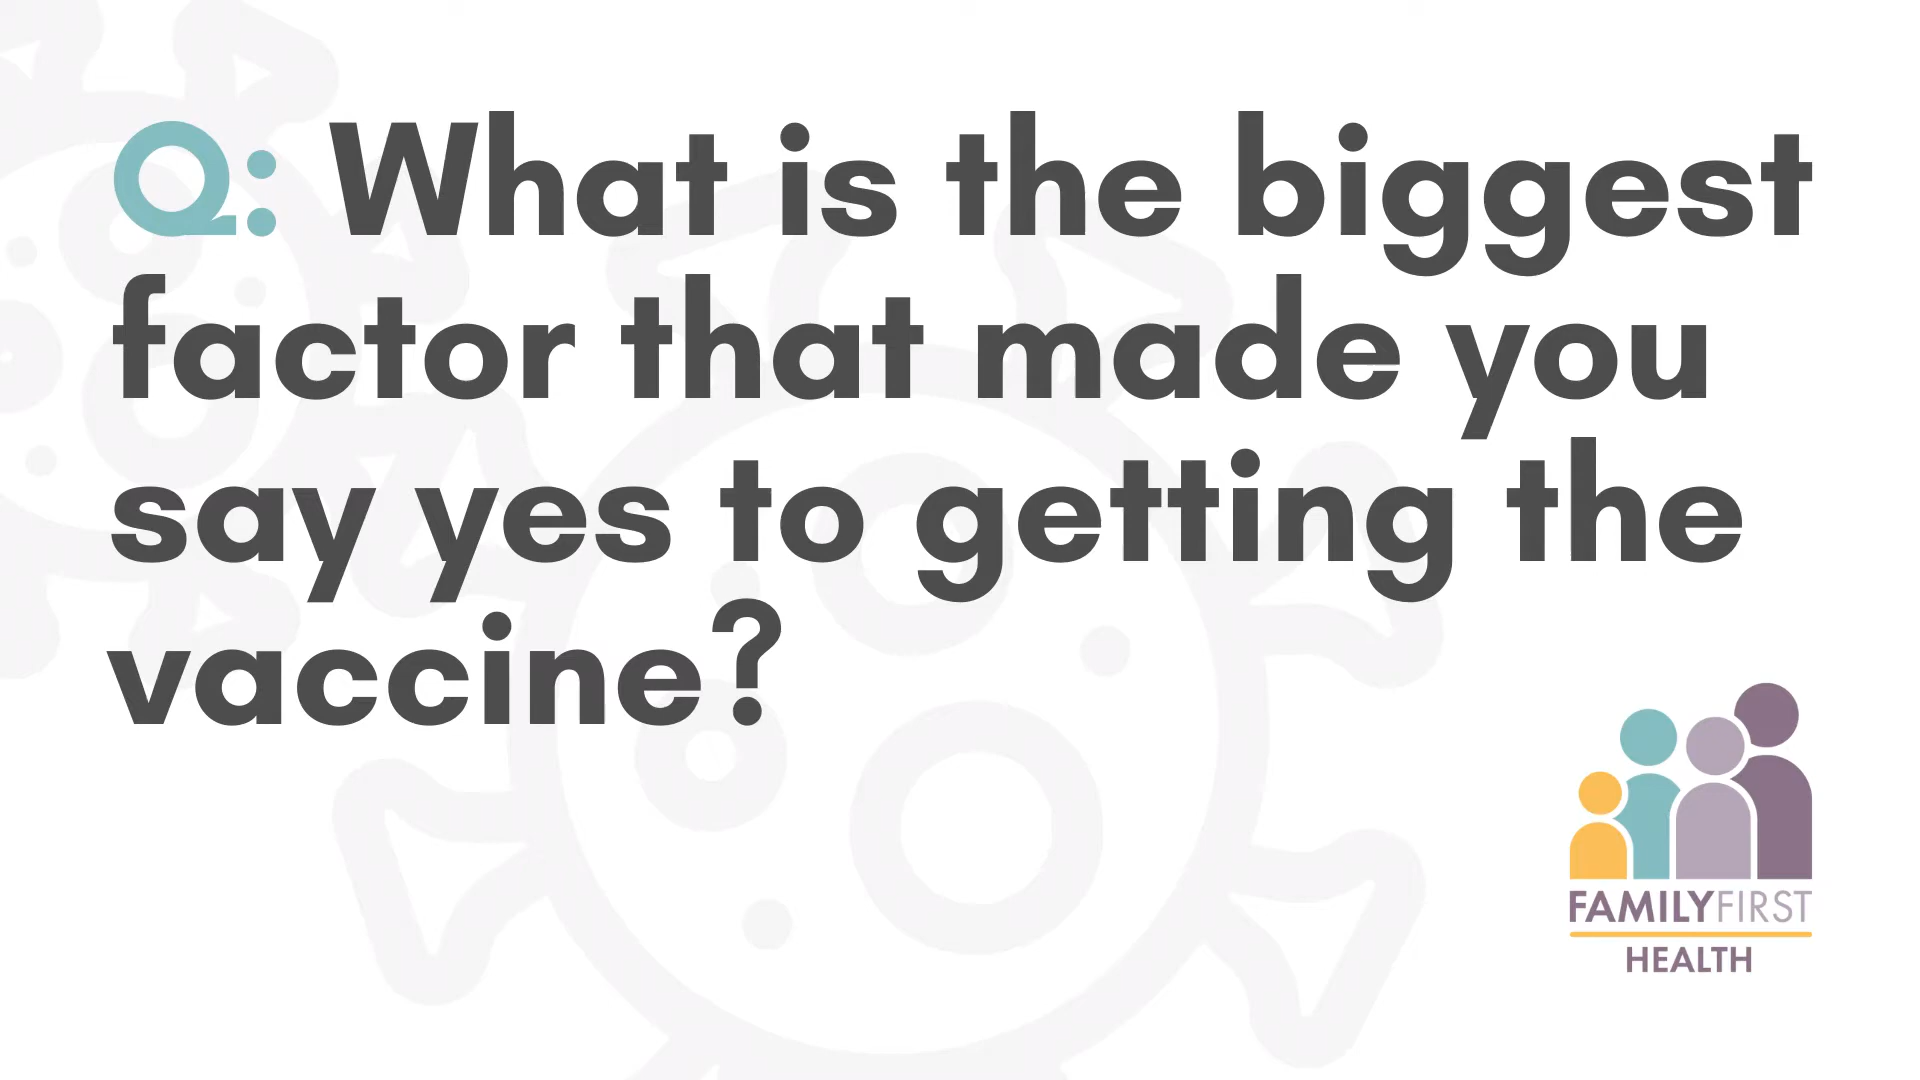 Q: What is the biggest
factor that made you
say yes to getting the
vaccine?
FAMILYFIRST
HEALTH